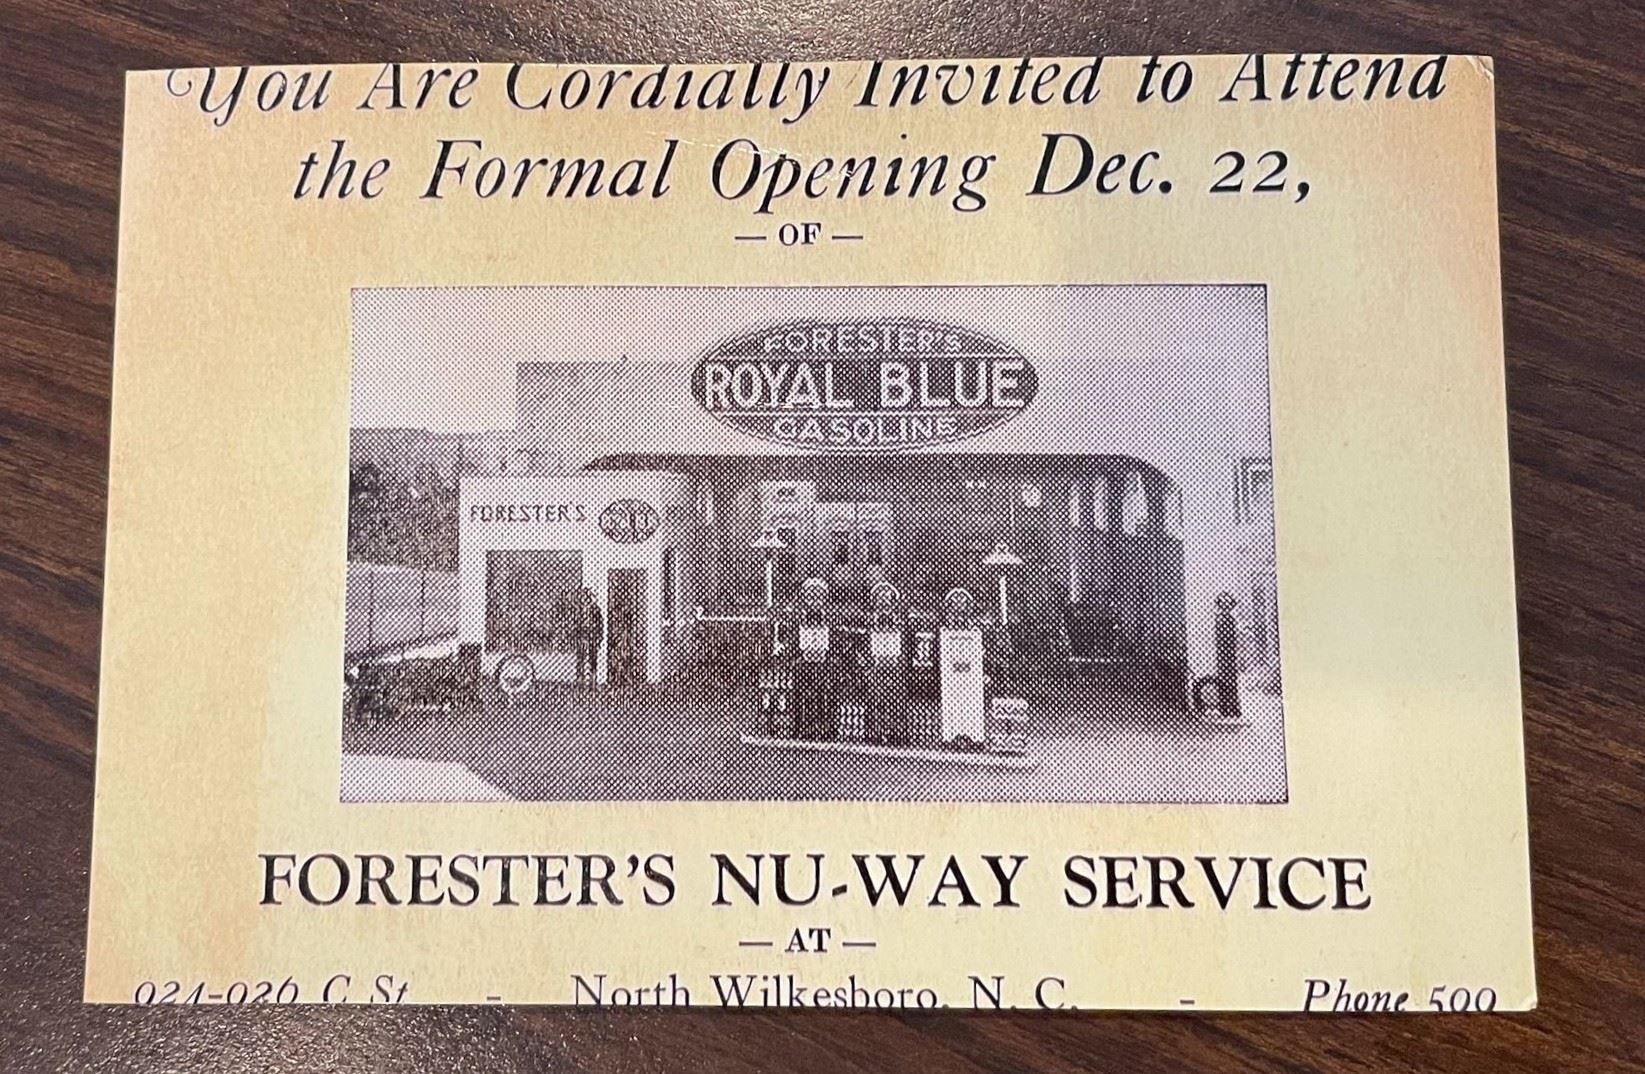 You Are Cordially Invited to Attend
the Formal Opening Dec. 22,
— OF —
FORESTER'S
ROYAL BLUE
GASOLINE
FORESTER'S
FORESTER'S NU-WAY SERVICE
— AT —
C St - North Wilkesboro, N. C. - Phone